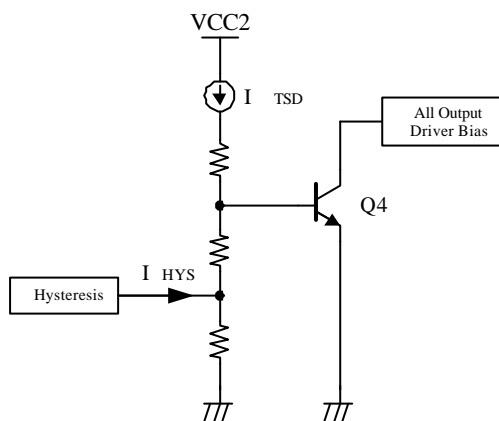 VCC2
I TSD
All Output
Driver Bias
Q4
I HYS
Hysteresis